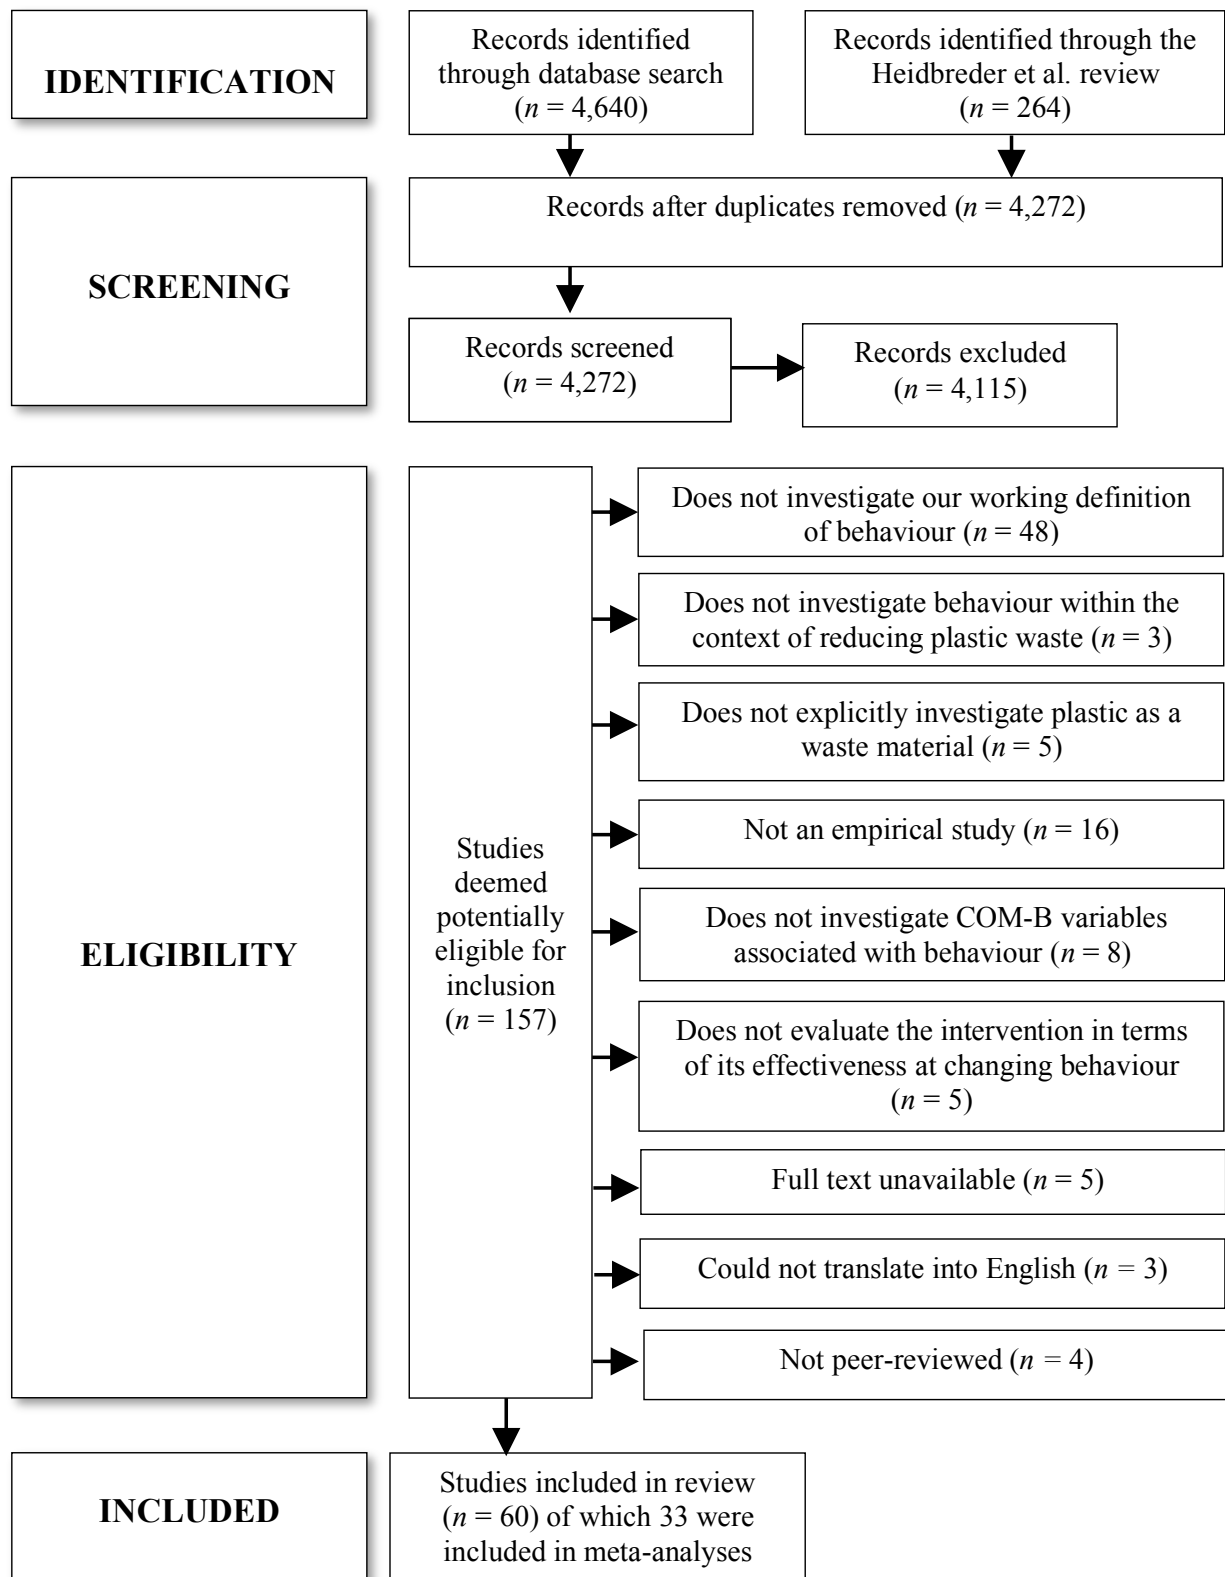 IDENTIFICATION
Records identified
through database search
(n = 4,640)
Records identified through the
Heidbreder et al. review
(n = 264)
SCREENING
Records after duplicates removed (n = 4,272)
Records screened
(n = 4,272)
Records excluded
(n = 4,115)
ELIGIBILITY
Studies
deemed
potentially
eligible for
inclusion
(n = 157)
Does not investigate our working definition
of behaviour (n = 48)
Does not investigate behaviour within the
context of reducing plastic waste (n = 3)
Does not explicitly investigate plastic as a
waste material (n = 5)
Not an empirical study (n = 16)
Does not investigate COM-B variables
associated with behaviour (n = 8)
Does not evaluate the intervention in terms
of its effectiveness at changing behaviour
(n = 5)
Full text unavailable (n = 5)
Could not translate into English (n = 3)
Not peer-reviewed (n = 4)
INCLUDED
Studies included in review
(n = 60) of which 33 were
included in meta-analyses